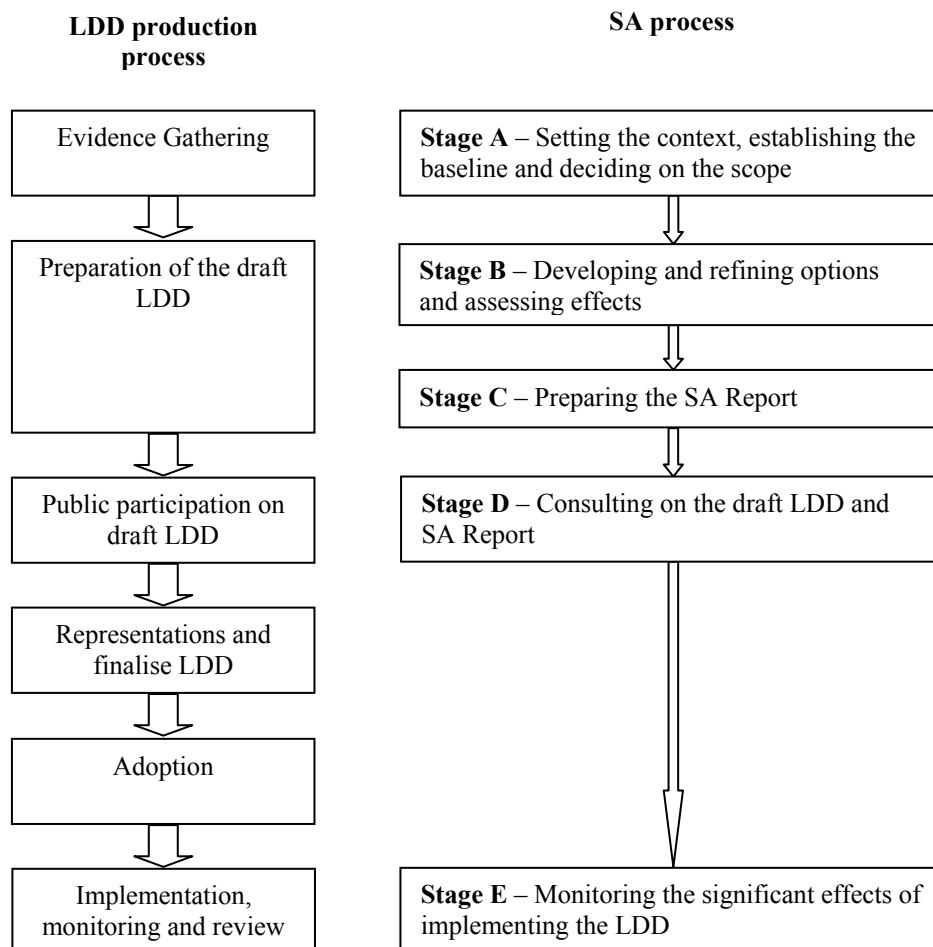 LDD production
process
SA process
Evidence Gathering
Stage A – Setting the context, establishing the
baseline and deciding on the scope
Preparation of the draft
LDD
Stage B – Developing and refining options
and assessing effects
Stage C – Preparing the SA Report
Public participation on
draft LDD
Stage D – Consulting on the draft LDD and
SA Report
Representations and
finalise LDD
Adoption
Implementation,
monitoring and review
Stage E – Monitoring the significant effects of
implementing the LDD